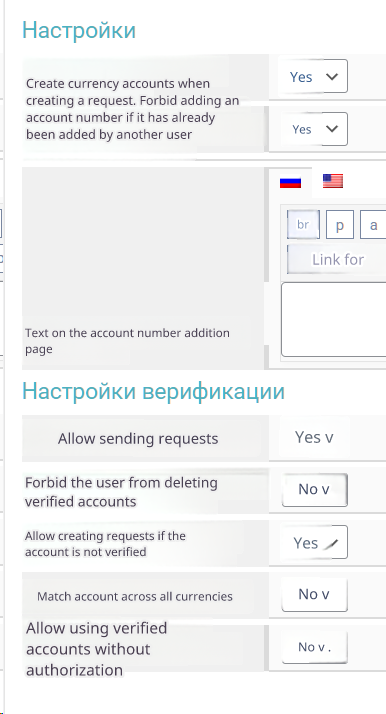 Настройки
Create currency accounts when
creating a request. Forbid adding an
account number if it has already
been added by another user
Yes
Yes
br p a
Link for
Text on the account number addition
page
Настройки верификации
Allow sending requests
Yes v
Forbid the user from deleting
verified accounts
No v
Allow creating requests if the
account is not verified
Yes
Match account across all currencies
No v
Allow using verified
accounts without
authorization
No v .